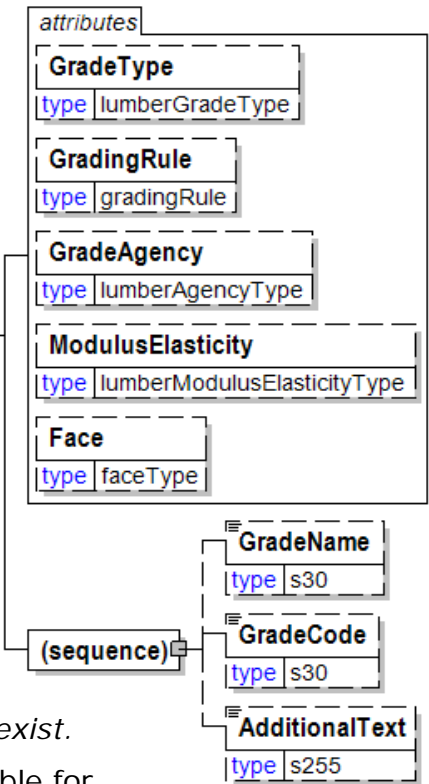 attributes
GradeType
type lumberGradeType
GradingRule
type gradingRule
GradeAgency
type lumberAgencyType
ModulusElasticity
type lumberModulusElasticityType
Face
type faceType
GradeName
type s30
(sequence)
GradeCode
type s30
AdditionalText
type s255
exist.
ble for